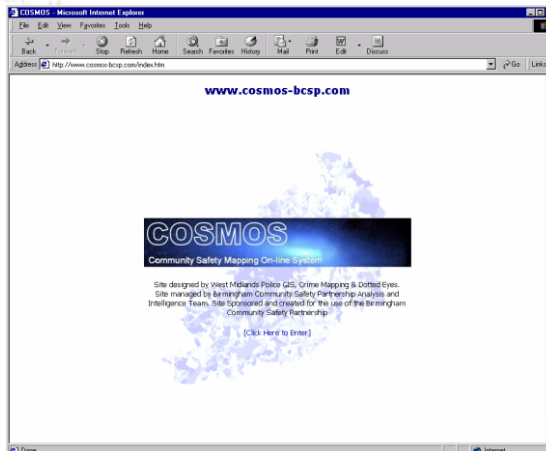 COSMOS - Microsoft Internet Explorer
File Edit View Favorites Tools Help
Back Forward Stop Refresh Home Search Favorites History Mail Print Edit Discuss
Address http://www.cosmos-bcsp.com/index.htm Go Links
www.cosmos-bcsp.com
COSMOS
Community Safety Mapping On-line System
Site designed by West Midlands Police GIS, Crime Mapping & Dotted Eyes.
Site managed by Birmingham Community Safety Partnership Analysis and
Intelligence Team. Site Sponsored and created for the use of the Birmingham
Community Safety Partnership
[Click Here to Enter]
Done Internet